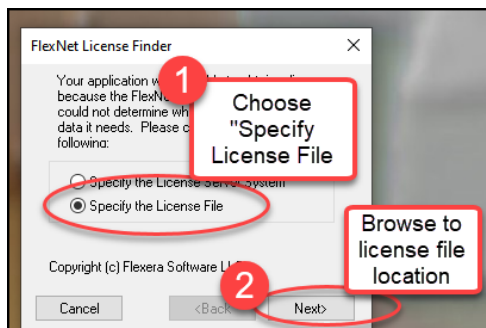 FlexNet License Finder
Your application w
because the FlexNe
could not determine wh
data it needs. Please c
following:
1
Choose
"Specify
License File
Specify the License Server System
Specify the License File
Browse to
license file
location
Copyright (c) Flexera Software LL
2
Cancel
<Back
Next>